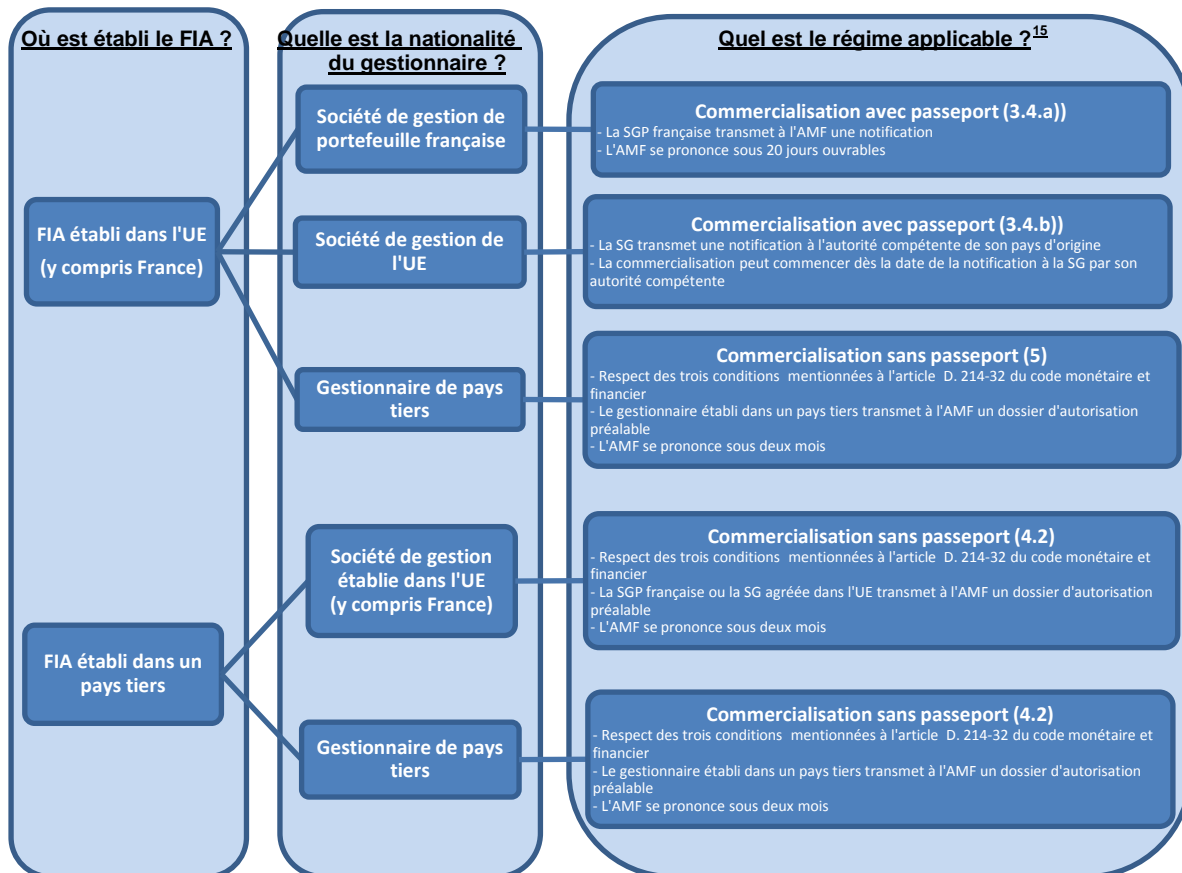 Où est établi le FIA ?
Quelle est la nationalité
du gestionnaire ?
Quel est le régime applicable ?15
FIA établi dans l'UE
(y compris France)
Société de gestion de
portefeuille française
Commercialisation avec passeport (3.4.a))
- La SGP française transmet à l'AMF une notification
- L'AMF se prononce sous 20 jours ouvrables
Société de gestion de
l'UE
Commercialisation avec passeport (3.4.b))
- La SG transmet une notification à l'autorité compétente de son pays d'origine
- La commercialisation peut commencer dès la date de la notification à la SG par son
autorité compétente
Gestionnaire de pays
tiers
Commercialisation sans passeport (5)
- Respect des trois conditions mentionnées à l'article D. 214-32 du code monétaire et
financier
- Le gestionnaire établi dans un pays tiers transmet à l'AMF un dossier d'autorisation
préalable
- L'AMF se prononce sous deux mois
FIA établi dans un
pays tiers
Société de gestion
établie dans l'UE
(y compris France)
Commercialisation sans passeport (4.2)
- Respect des trois conditions mentionnées à l'article D. 214-32 du code monétaire et
financier
- La SGP française ou la SG agréée dans l'UE transmet à l'AMF un dossier d'autorisation
préalable
- L'AMF se prononce sous deux mois
Gestionnaire de pays
tiers
Commercialisation sans passeport (4.2)
- Respect des trois conditions mentionnées à l'article D. 214-32 du code monétaire et
financier
- Le gestionnaire établi dans un pays tiers transmet à l'AMF un dossier d'autorisation
préalable
- L'AMF se prononce sous deux mois